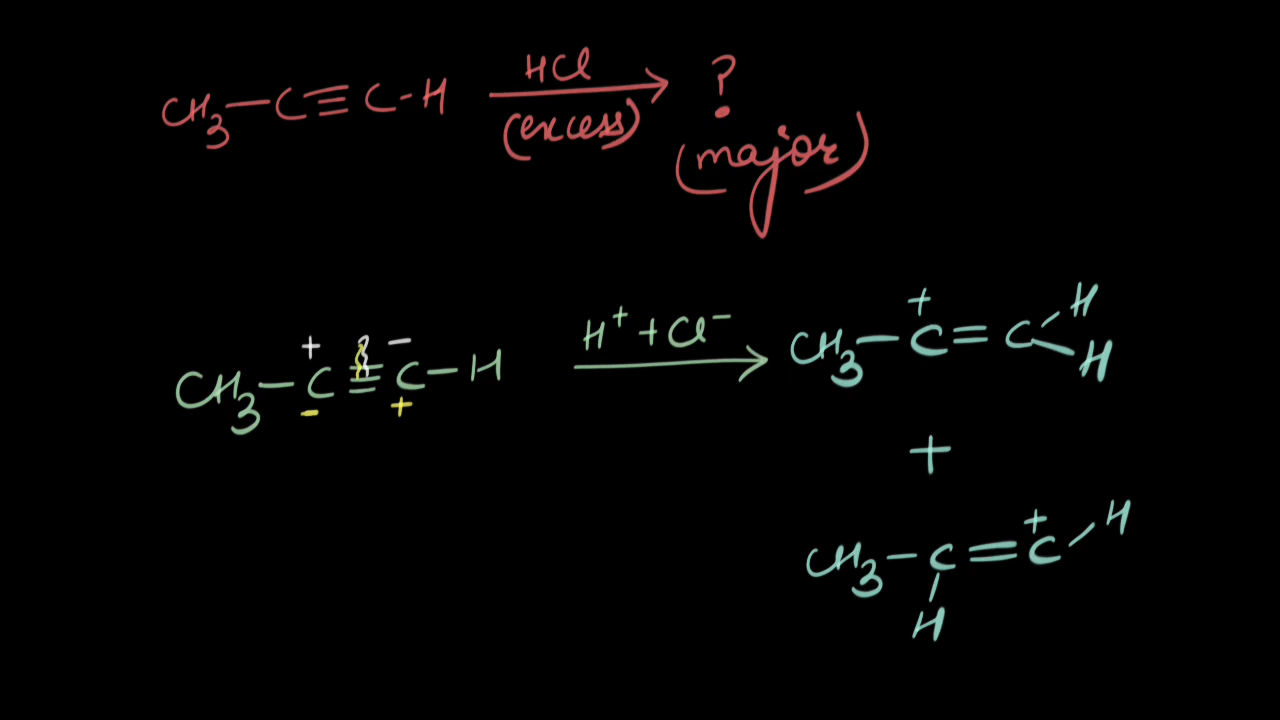 CH₃—C≡C-H HCl (excess) ? (major)
+ −
CH₃—C≡C—H H⁺+Cl⁻ CH₃—C⁺=C H H
− +
+
CH₃—C=C⁺ H
H